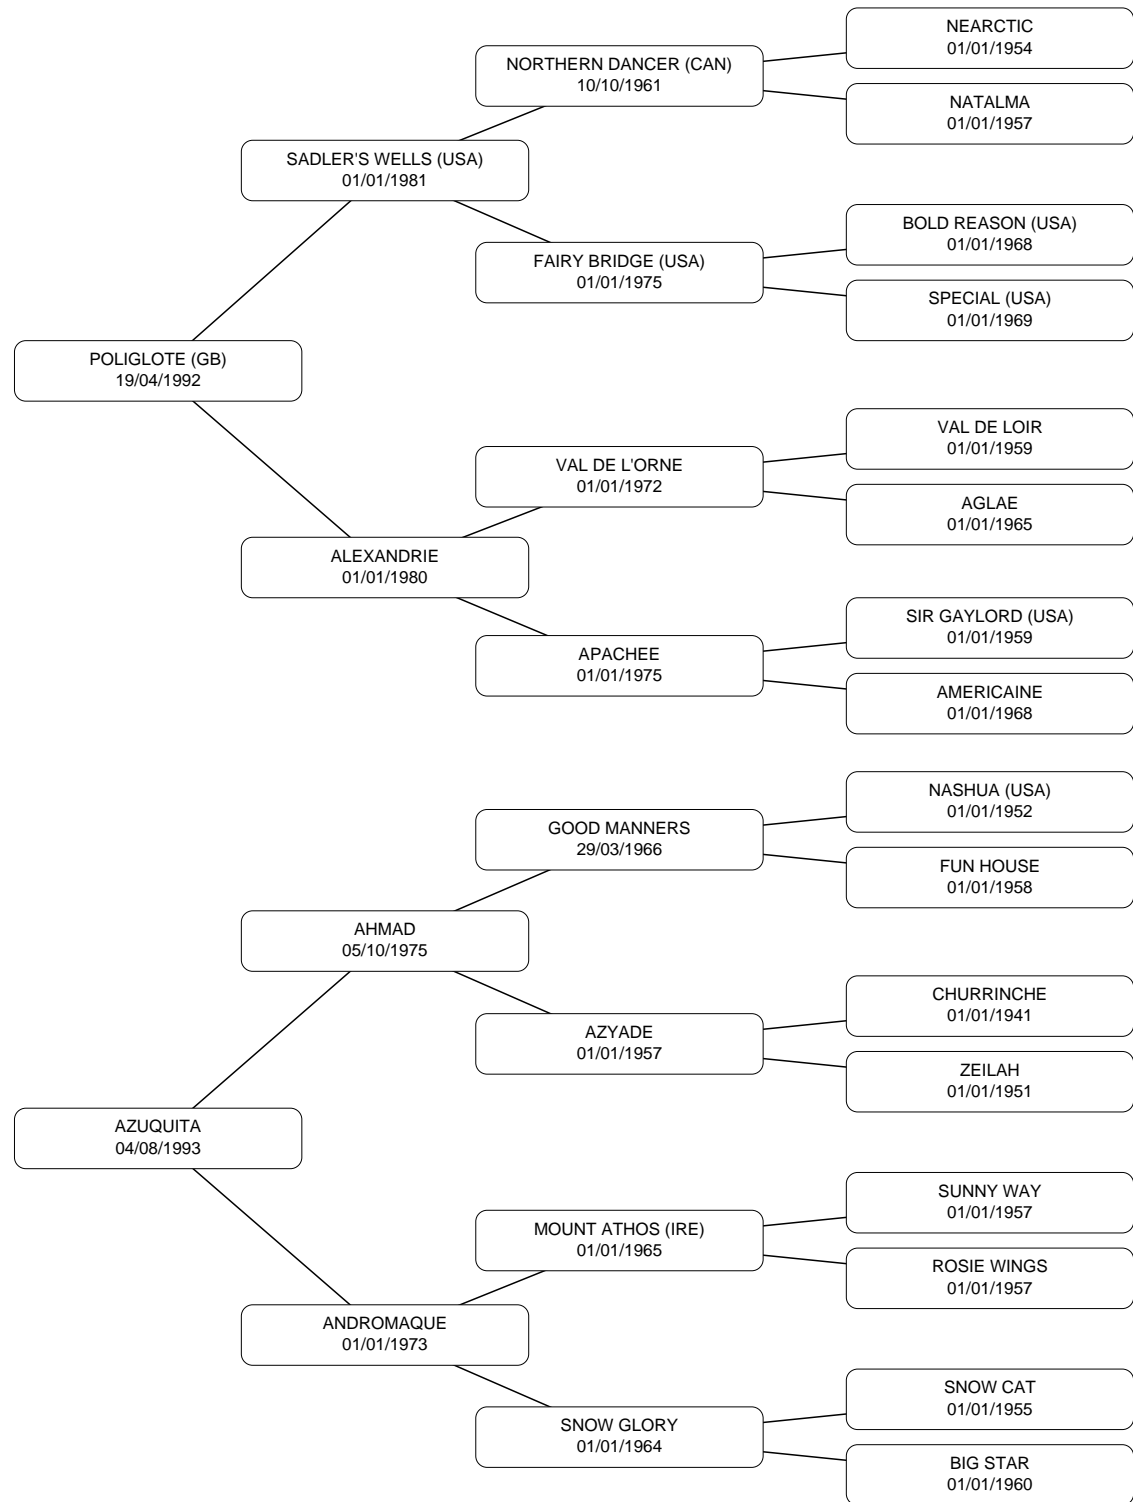 NEARCTIC
01/01/1954
NORTHERN DANCER (CAN)
10/10/1961
NATALMA
01/01/1957
SADLER'S WELLS (USA)
01/01/1981
BOLD REASON (USA)
01/01/1968
FAIRY BRIDGE (USA)
01/01/1975
SPECIAL (USA)
01/01/1969
POLIGLOTE (GB)
19/04/1992
VAL DE LOIR
01/01/1959
VAL DE L'ORNE
01/01/1972
AGLAE
01/01/1965
ALEXANDRIE
01/01/1980
SIR GAYLORD (USA)
01/01/1959
APACHEE
01/01/1975
AMERICAINE
01/01/1968
NASHUA (USA)
01/01/1952
GOOD MANNERS
29/03/1966
FUN HOUSE
01/01/1958
AHMAD
05/10/1975
CHURRINCHE
01/01/1941
AZYADE
01/01/1957
ZEILAH
01/01/1951
AZUQUITA
04/08/1993
SUNNY WAY
01/01/1957
MOUNT ATHOS (IRE)
01/01/1965
ROSIE WINGS
01/01/1957
ANDROMAQUE
01/01/1973
SNOW CAT
01/01/1955
SNOW GLORY
01/01/1964
BIG STAR
01/01/1960